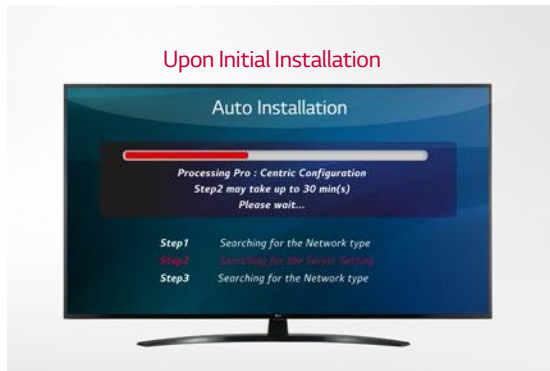 Upon Initial Installation
Auto Installation
Processing Pro : Centric Configuration
Step2 may take up to 30 min(s)
Please wait...
Step1 Searching for the Network type
Step2 Searching for the Server Setting
Step3 Searching for the Network type